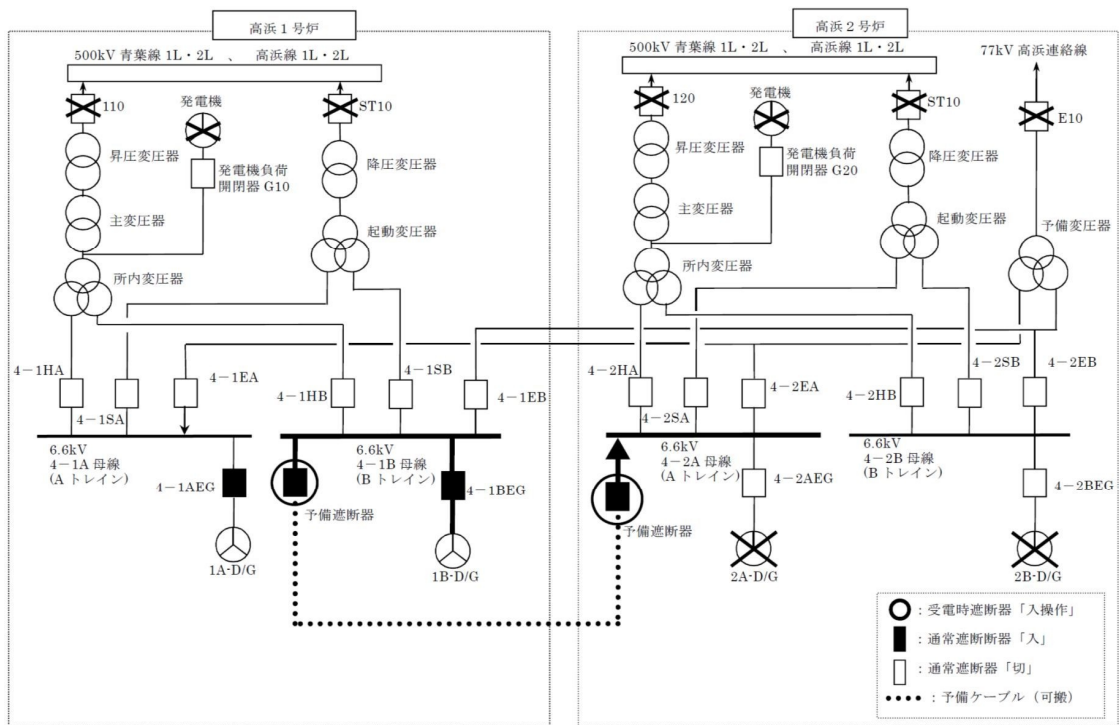 高浜1号炉
500kV 青葉線 1L・2L 、 高浜線 1L・2L
110
発電機
ST10
昇圧変圧器
発電機負荷
開閉器 G10
降圧変圧器
主変圧器
起動変圧器
所内変圧器
4-1HA
4-1SA
4-1EA
4-1HB
4-1SB
4-1EB
6.6kV
4-1A 母線
(A トレイン)
6.6kV
4-1B 母線
(B トレイン)
4-1AEG
4-1BEG
予備遮断器
1A-D/G
1B-D/G
高浜2号炉
500kV 青葉線 1L・2L 、 高浜線 1L・2L
77kV 高浜連絡線
120
発電機
ST10
E10
昇圧変圧器
発電機負荷
開閉器 G20
降圧変圧器
主変圧器
起動変圧器
予備変圧器
所内変圧器
4-2HA
4-2SA
4-2EA
4-2HB
4-2SB
4-2EB
6.6kV
4-2A 母線
(A トレイン)
6.6kV
4-2B 母線
(B トレイン)
4-2AEG
4-2BEG
予備遮断器
2A-D/G
2B-D/G
:受電時遮断器「入操作」
:通常遮断断器「入」
:通常遮断器「切」
:予備ケーブル(可搬)